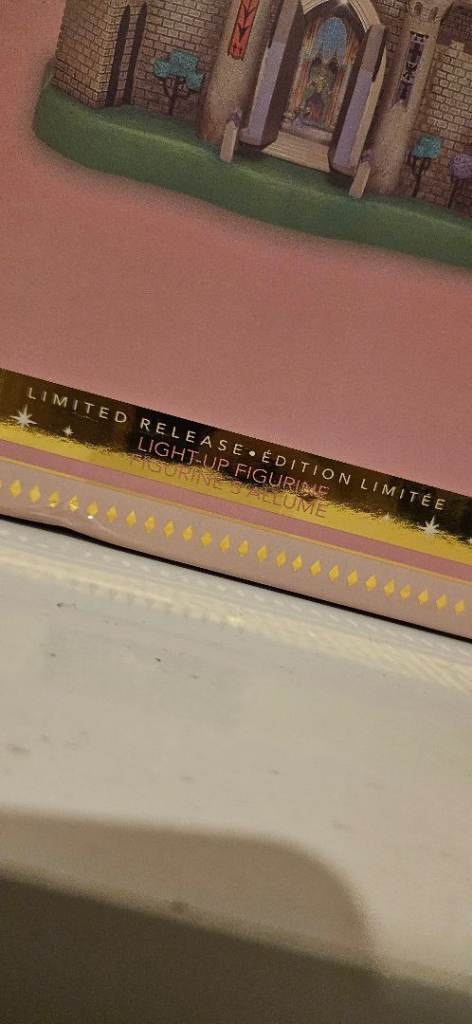 LIMITED RELEASE • ÉDITION LIMITÉE
LIGHT-UP FIGURINE
FIGURINE S'ALLUME